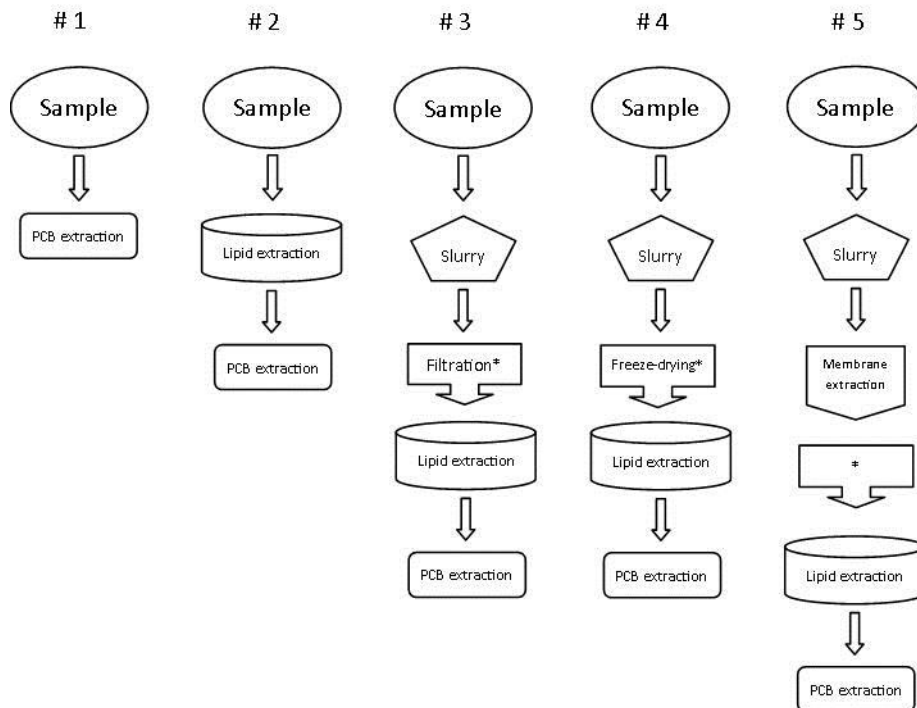 # 1
# 2
# 3
# 4
# 5
Sample
Sample
Sample
Sample
Sample
PCB extraction
Lipid extraction
Slurry
Slurry
Slurry
PCB extraction
Filtration*
Freeze-drying*
Membrane
extraction
Lipid extraction
Lipid extraction
*
PCB extraction
PCB extraction
Lipid extraction
PCB extraction